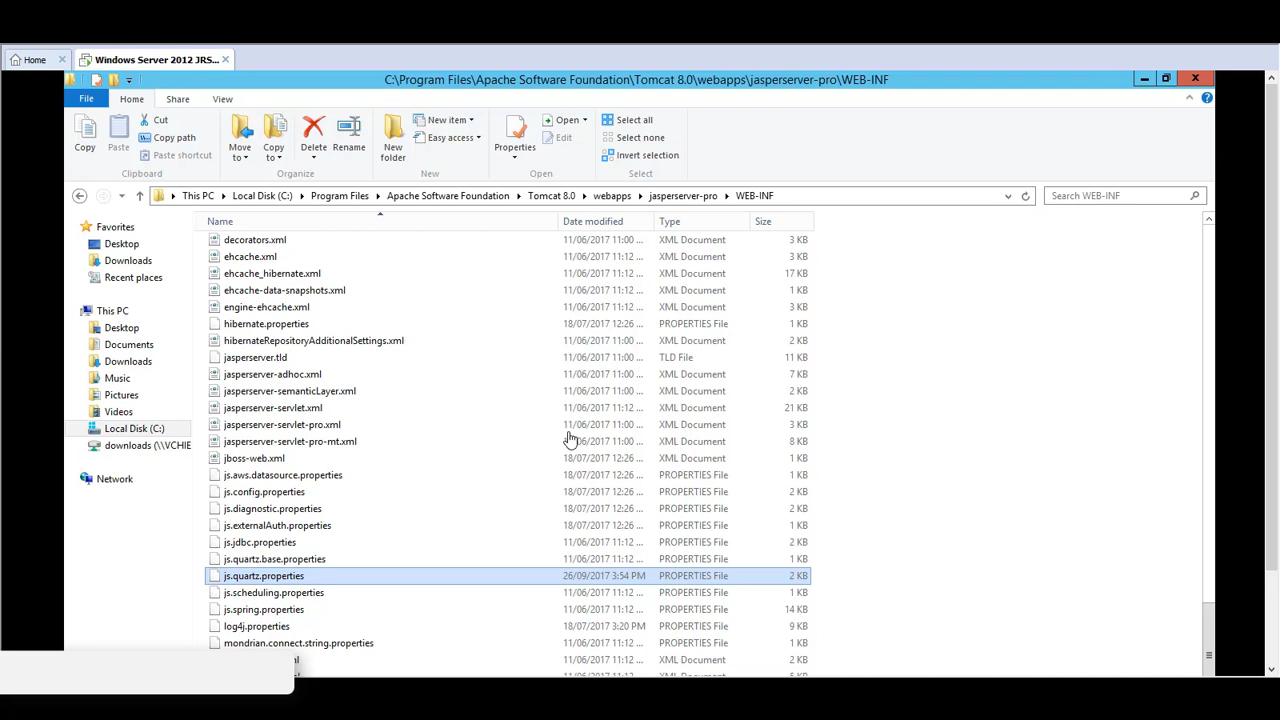 Home
Windows Server 2012 JRS...
C:\Program Files\Apache Software Foundation\Tomcat 8.0\webapps\jasperserver-pro\WEB-INF
File Home Share View
Copy
Paste
Cut
Copy path
Paste shortcut
Clipboard
Move to
Copy to
Delete
Rename
Organize
New folder
New item
Easy access
New
Properties
Open
Edit
Open
Select all
Select none
Invert selection
Select
This PC Local Disk (C:) Program Files Apache Software Foundation Tomcat 8.0 webapps jasperserver-pro WEB-INF
Search WEB-INF
Favorites
Desktop
Downloads
Recent places
This PC
Desktop
Documents
Downloads
Music
Pictures
Videos
Local Disk (C:)
downloads (\\VCHIE
Network
Name Date modified Type Size
decorators.xml 11/06/2017 11:00 ... XML Document 3 KB
ehcache.xml 11/06/2017 11:12 ... XML Document 3 KB
ehcache_hibernate.xml 11/06/2017 11:12 ... XML Document 17 KB
ehcache-data-snapshots.xml 11/06/2017 11:12 ... XML Document 1 KB
engine-ehcache.xml 11/06/2017 11:12 ... XML Document 3 KB
hibernate.properties 18/07/2017 12:26 ... PROPERTIES File 1 KB
hibernateRepositoryAdditionalSettings.xml 11/06/2017 11:00 ... XML Document 2 KB
jasperserver.tld 11/06/2017 11:00 ... TLD File 11 KB
jasperserver-adhoc.xml 11/06/2017 11:00 ... XML Document 7 KB
jasperserver-semanticLayer.xml 11/06/2017 11:00 ... XML Document 2 KB
jasperserver-servlet.xml 11/06/2017 11:12 ... XML Document 21 KB
jasperserver-servlet-pro.xml 11/06/2017 11:00 ... XML Document 3 KB
jasperserver-servlet-pro-mt.xml 11/06/2017 11:00 ... XML Document 8 KB
jboss-web.xml 18/07/2017 12:26 ... XML Document 1 KB
js.aws.datasource.properties 18/07/2017 12:26 ... PROPERTIES File 1 KB
js.config.properties 18/07/2017 12:26 ... PROPERTIES File 2 KB
js.diagnostic.properties 18/07/2017 12:26 ... PROPERTIES File 2 KB
js.externalAuth.properties 18/07/2017 12:26 ... PROPERTIES File 1 KB
js.jdbc.properties 11/06/2017 11:12 ... PROPERTIES File 2 KB
js.quartz.base.properties 11/06/2017 11:12 ... PROPERTIES File 1 KB
js.quartz.properties 26/09/2017 3:54 PM PROPERTIES File 2 KB
js.scheduling.properties 11/06/2017 11:12 ... PROPERTIES File 1 KB
js.spring.properties 11/06/2017 11:12 ... PROPERTIES File 14 KB
log4j.properties 18/07/2017 3:20 PM PROPERTIES File 9 KB
mondrian.connect.string.properties 11/06/2017 11:12 ... PROPERTIES File 1 KB
11/06/2017 11:12 ... XML Document 2 KB